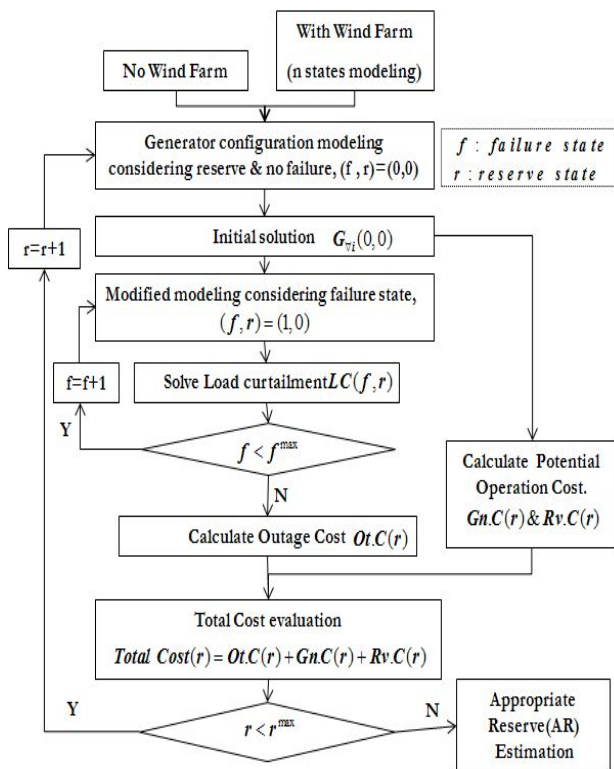 With Wind Farm
(n states modeling)
No Wind Farm
Generator configuration modeling
considering reserve & no failure, (f , r)=(0,0)
f : failure state
r : reserve state
r=r+1
Initial solution G∀i(0,0)
Modified modeling considering failure state,
(f,r)=(1,0)
f=f+1
Solve Load curtailment LC(f,r)
Y
f < f^max
N
Calculate Potential
Operation Cost.
Gn.C(r) & Rv.C(r)
Calculate Outage Cost Ot.C(r)
Total Cost evaluation
Total Cost(r) = Ot.C(r)+Gn.C(r)+Rv.C(r)
Y
r < r^max
N
Appropriate
Reserve(AR)
Estimation